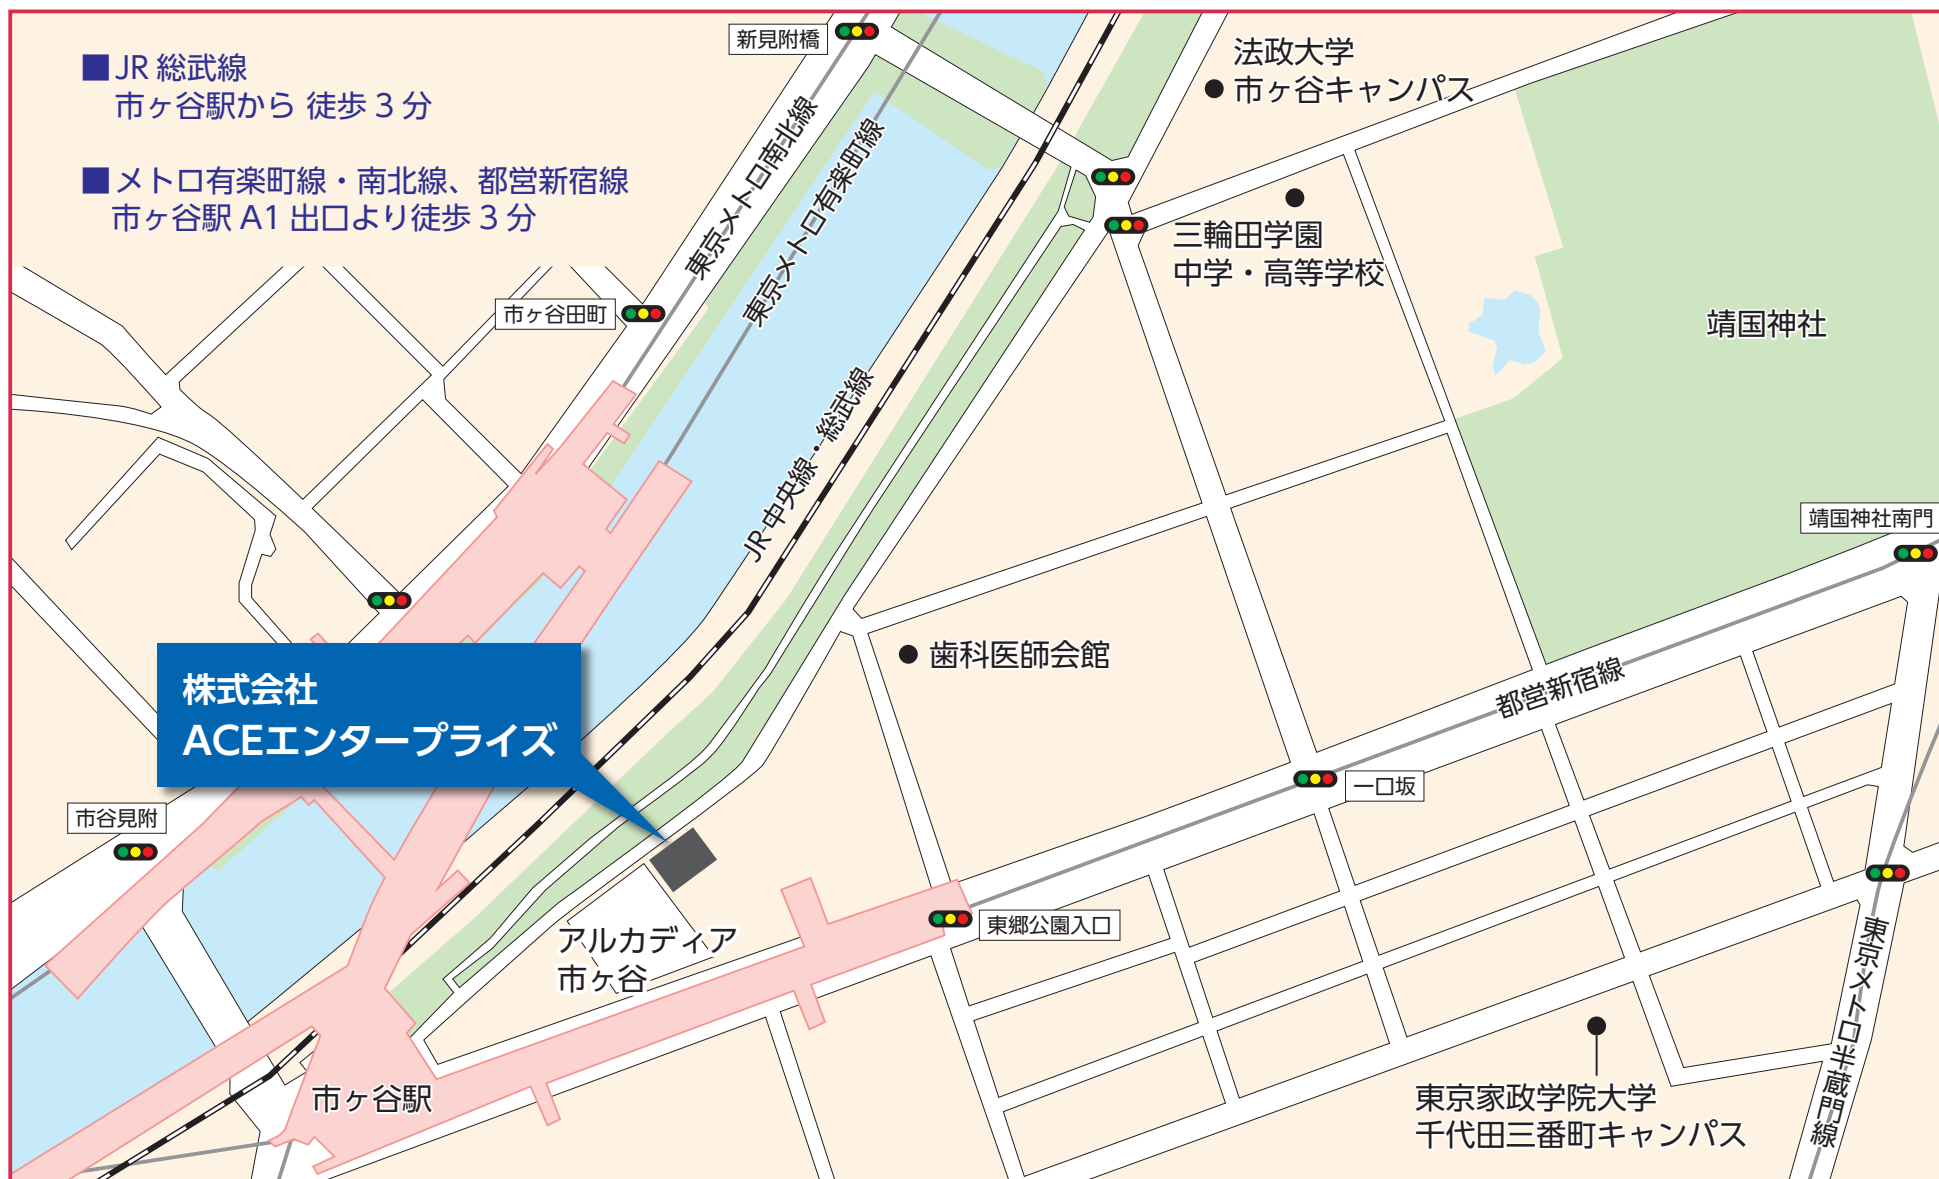 ■ JR 総武線
市ヶ谷駅から 徒歩 3 分
■ メトロ有楽町線・南北線、都営新宿線
市ヶ谷駅 A1 出口より徒歩 3 分
新見附橋
法政大学
市ヶ谷キャンパス
東京メトロ南北線
東京メトロ有楽町線
三輪田学園
中学・高等学校
市ヶ谷田町
靖国神社
JR 中央線・総武線
靖国神社南門
歯科医師会館
株式会社
ACEエンタープライズ
都営新宿線
市谷見附
一口坂
東郷公園入口
アルカディア
市ヶ谷
東京メトロ半蔵門線
市ヶ谷駅
東京家政学院大学
千代田三番町キャンパス